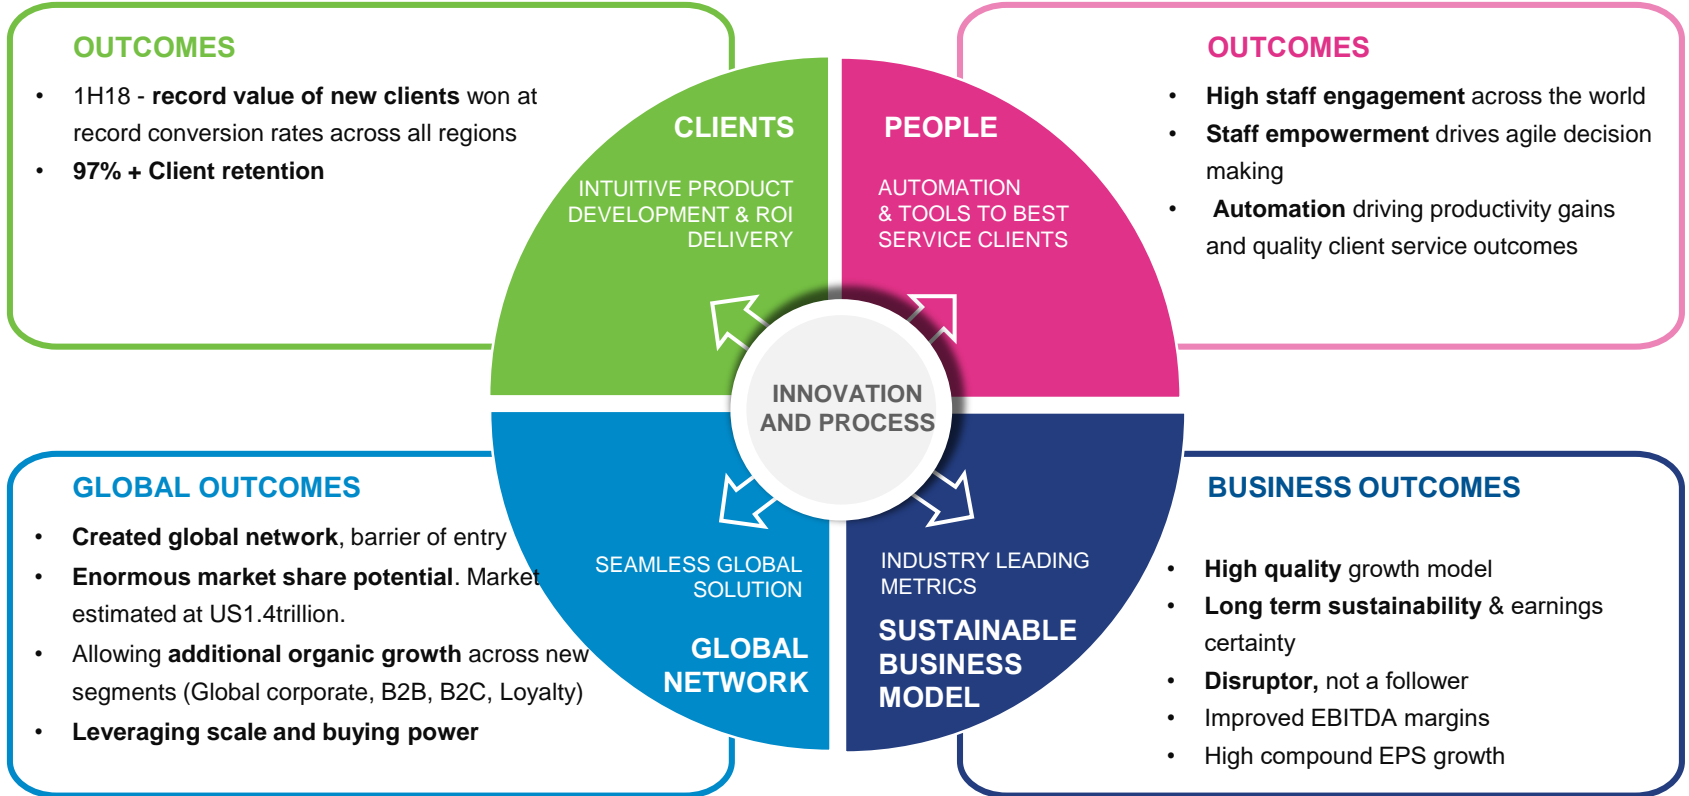 OUTCOMES
• 1H18 - record value of new clients won at
record conversion rates across all regions
• 97% + Client retention
CLIENTS
INTUITIVE PRODUCT
DEVELOPMENT & ROI
DELIVERY
PEOPLE
AUTOMATION
& TOOLS TO BEST
SERVICE CLIENTS
OUTCOMES
• High staff engagement across the world
• Staff empowerment drives agile decision
making
• Automation driving productivity gains
and quality client service outcomes
INNOVATION
AND PROCESS
GLOBAL OUTCOMES
• Created global network, barrier of entry
• Enormous market share potential. Market
estimated at US1.4trillion.
• Allowing additional organic growth across new
segments (Global corporate, B2B, B2C, Loyalty)
• Leveraging scale and buying power
SEAMLESS GLOBAL
SOLUTION
GLOBAL
NETWORK
INDUSTRY LEADING
METRICS
SUSTAINABLE
BUSINESS
MODEL
BUSINESS OUTCOMES
• High quality growth model
• Long term sustainability & earnings
certainty
• Disruptor, not a follower
• Improved EBITDA margins
• High compound EPS growth